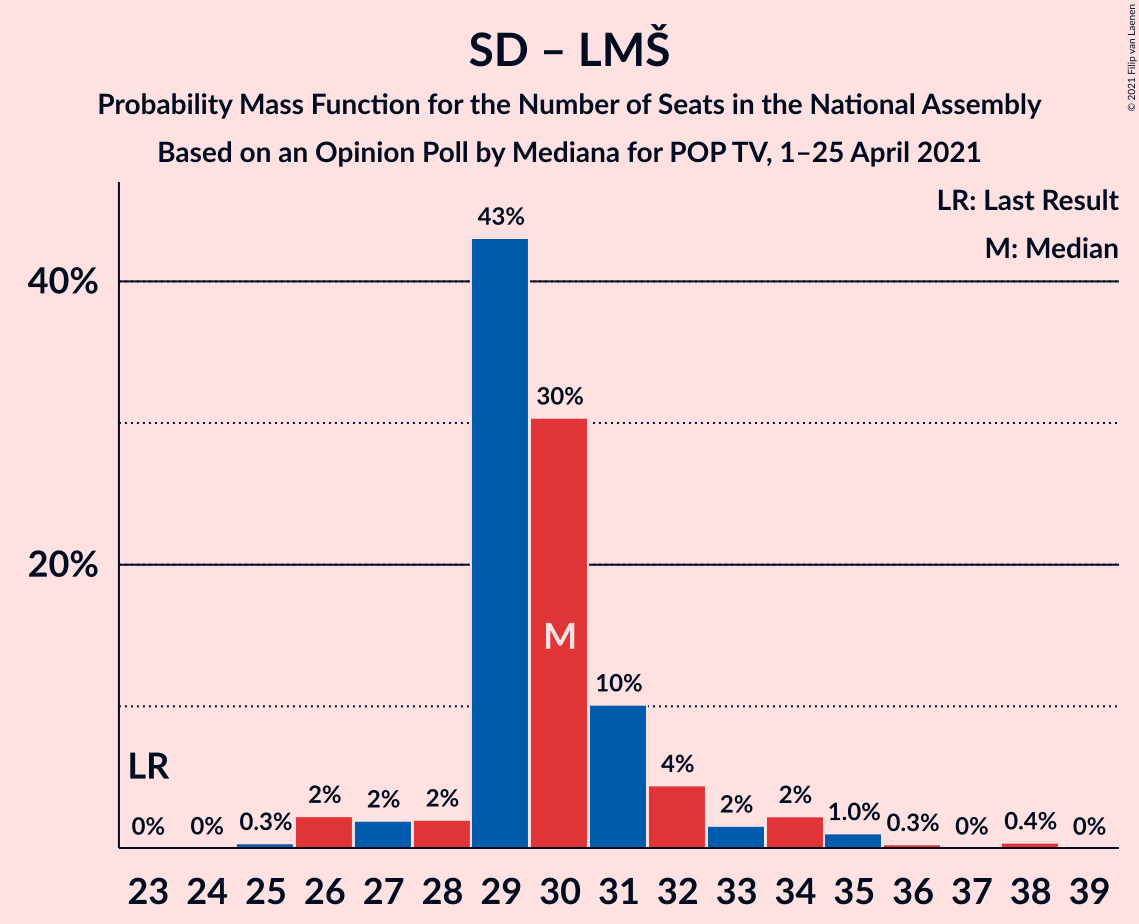 SD – LMŠ
Probability Mass Function for the Number of Seats in the National Assembly
Based on an Opinion Poll by Mediana for POP TV, 1–25 April 2021
© 2021 Filip van Laenen
LR: Last Result
M: Median
40%
20%
LR
0%
0%
0.3%
2%
2%
2%
43%
30%
M
10%
4%
2%
2%
1.0%
0.3%
0%
0.4%
0%
23 24 25 26 27 28 29 30 31 32 33 34 35 36 37 38 39